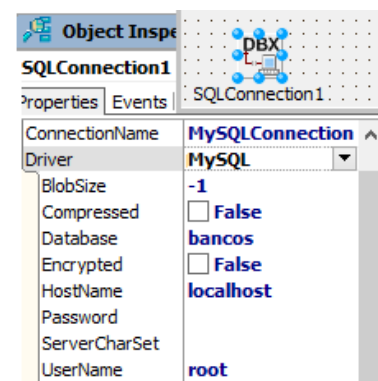 Object Inspe
DBX
SQLConnection1
SQLConnection1
Properties Events
ConnectionName MySQLConnection
Driver MySQL
BlobSize -1
Compressed False
Database bancos
Encrypted False
HostName localhost
Password
ServerCharSet
UserName root